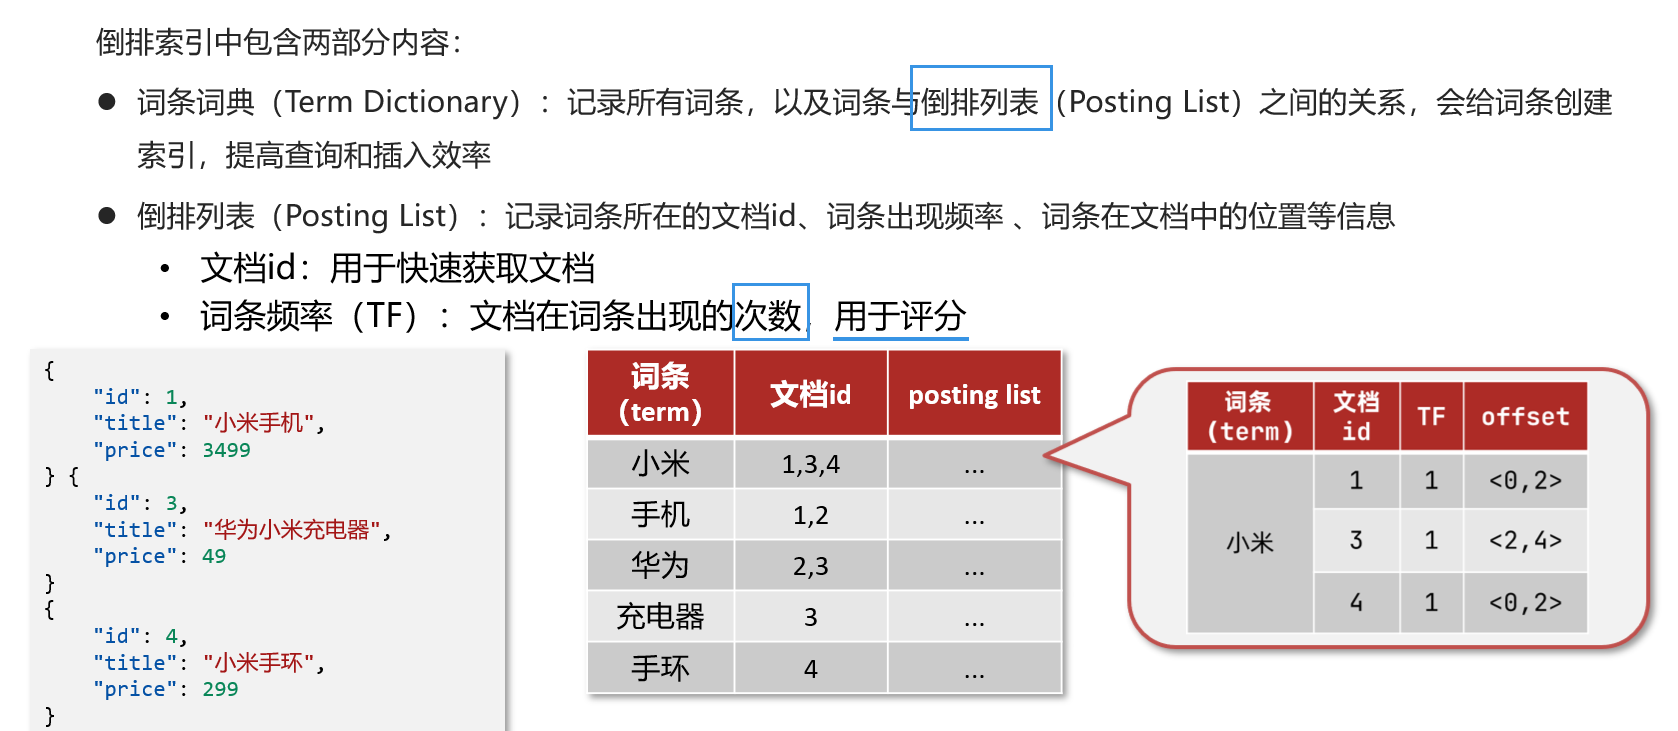 倒排索引中包含两部分内容：
● 词条词典（Term Dictionary）：记录所有词条，以及词条与倒排列表（Posting List）之间的关系，会给词条创建
索引，提高查询和插入效率
● 倒排列表（Posting List）：记录词条所在的文档id、词条出现频率 、词条在文档中的位置等信息
• 文档id：用于快速获取文档
• 词条频率（TF）：文档在词条出现的次数，用于评分
{
"id": 1,
"title": "小米手机",
"price": 3499
} {
"id": 3,
"title": "华为小米充电器",
"price": 49
}
{
"id": 4,
"title": "小米手环",
"price": 299
}
词条
（term） 文档id posting list
小米 1,3,4 ...
手机 1,2 ...
华为 2,3 ...
充电器 3 ...
手环 4 ...
词条 文档
(term) id TF offset
1 1 <0,2>
小米 3 1 <2,4>
4 1 <0,2>